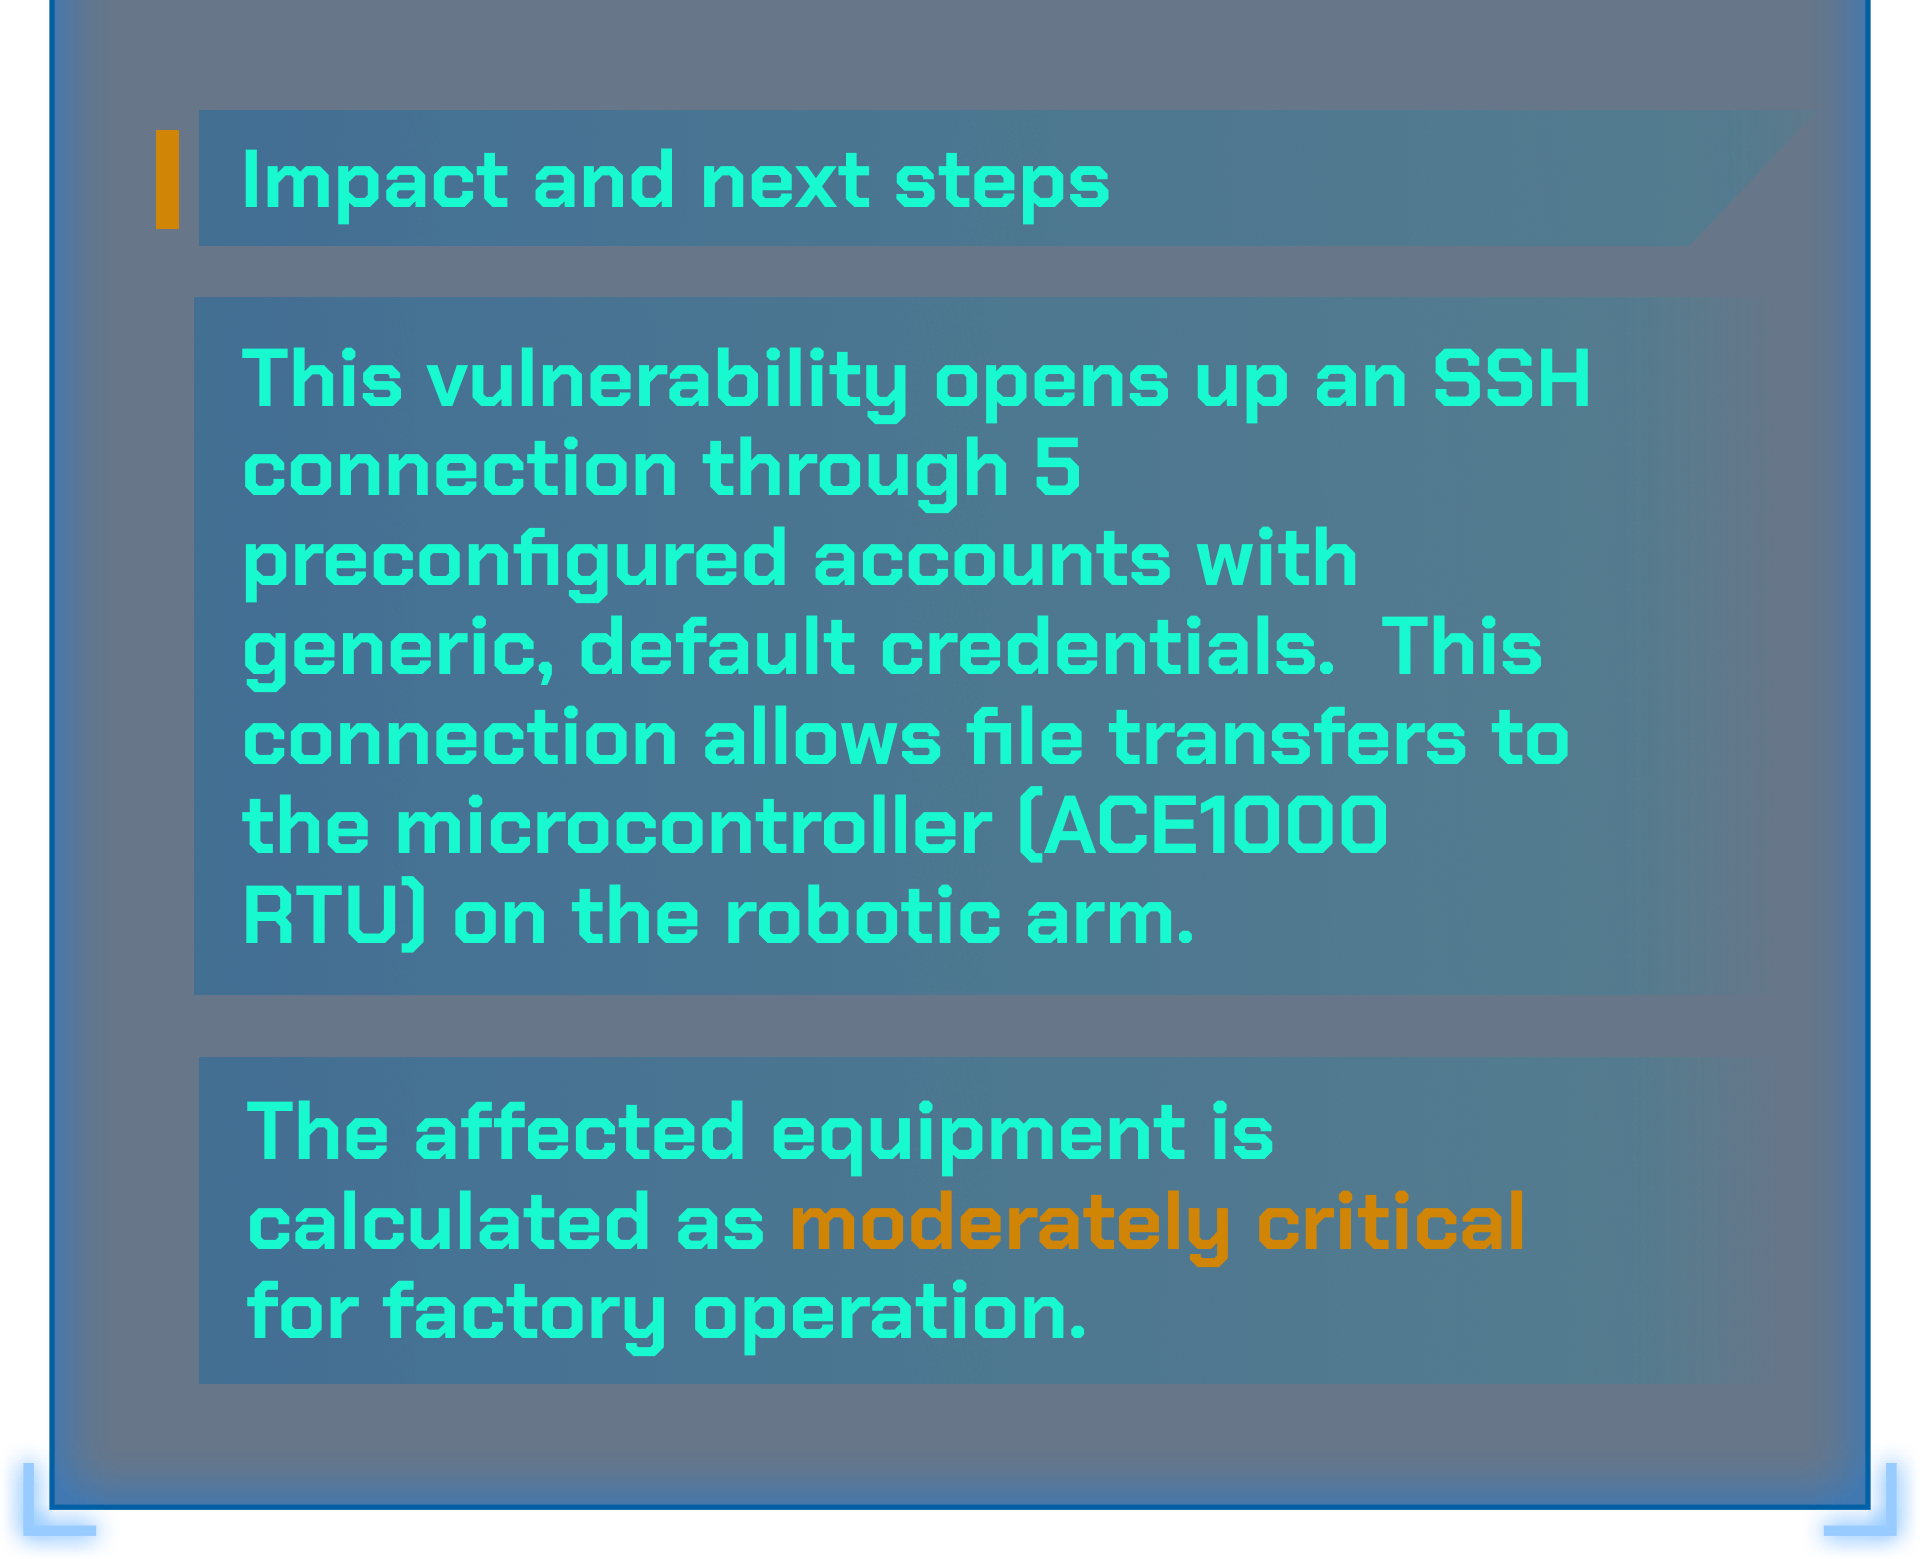 Impact and next steps
This vulnerability opens up an SSH
connection through 5
preconfigured accounts with
generic, default credentials.  This
connection allows file transfers to
the microcontroller (ACE1000
RTU) on the robotic arm.
The affected equipment is
calculated as moderately critical
for factory operation.